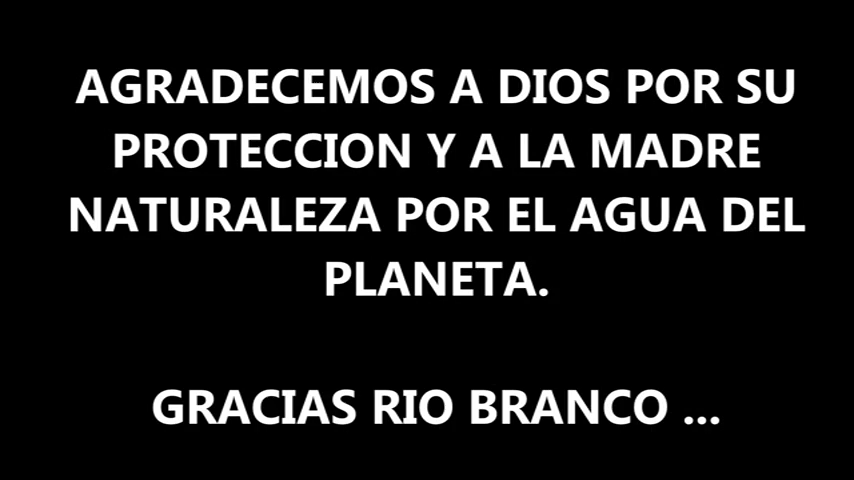 AGRADECEMOS A DIOS POR SU
PROTECCION Y A LA MADRE
NATURALEZA POR EL AGUA DEL
PLANETA.
GRACIAS RIO BRANCO ...